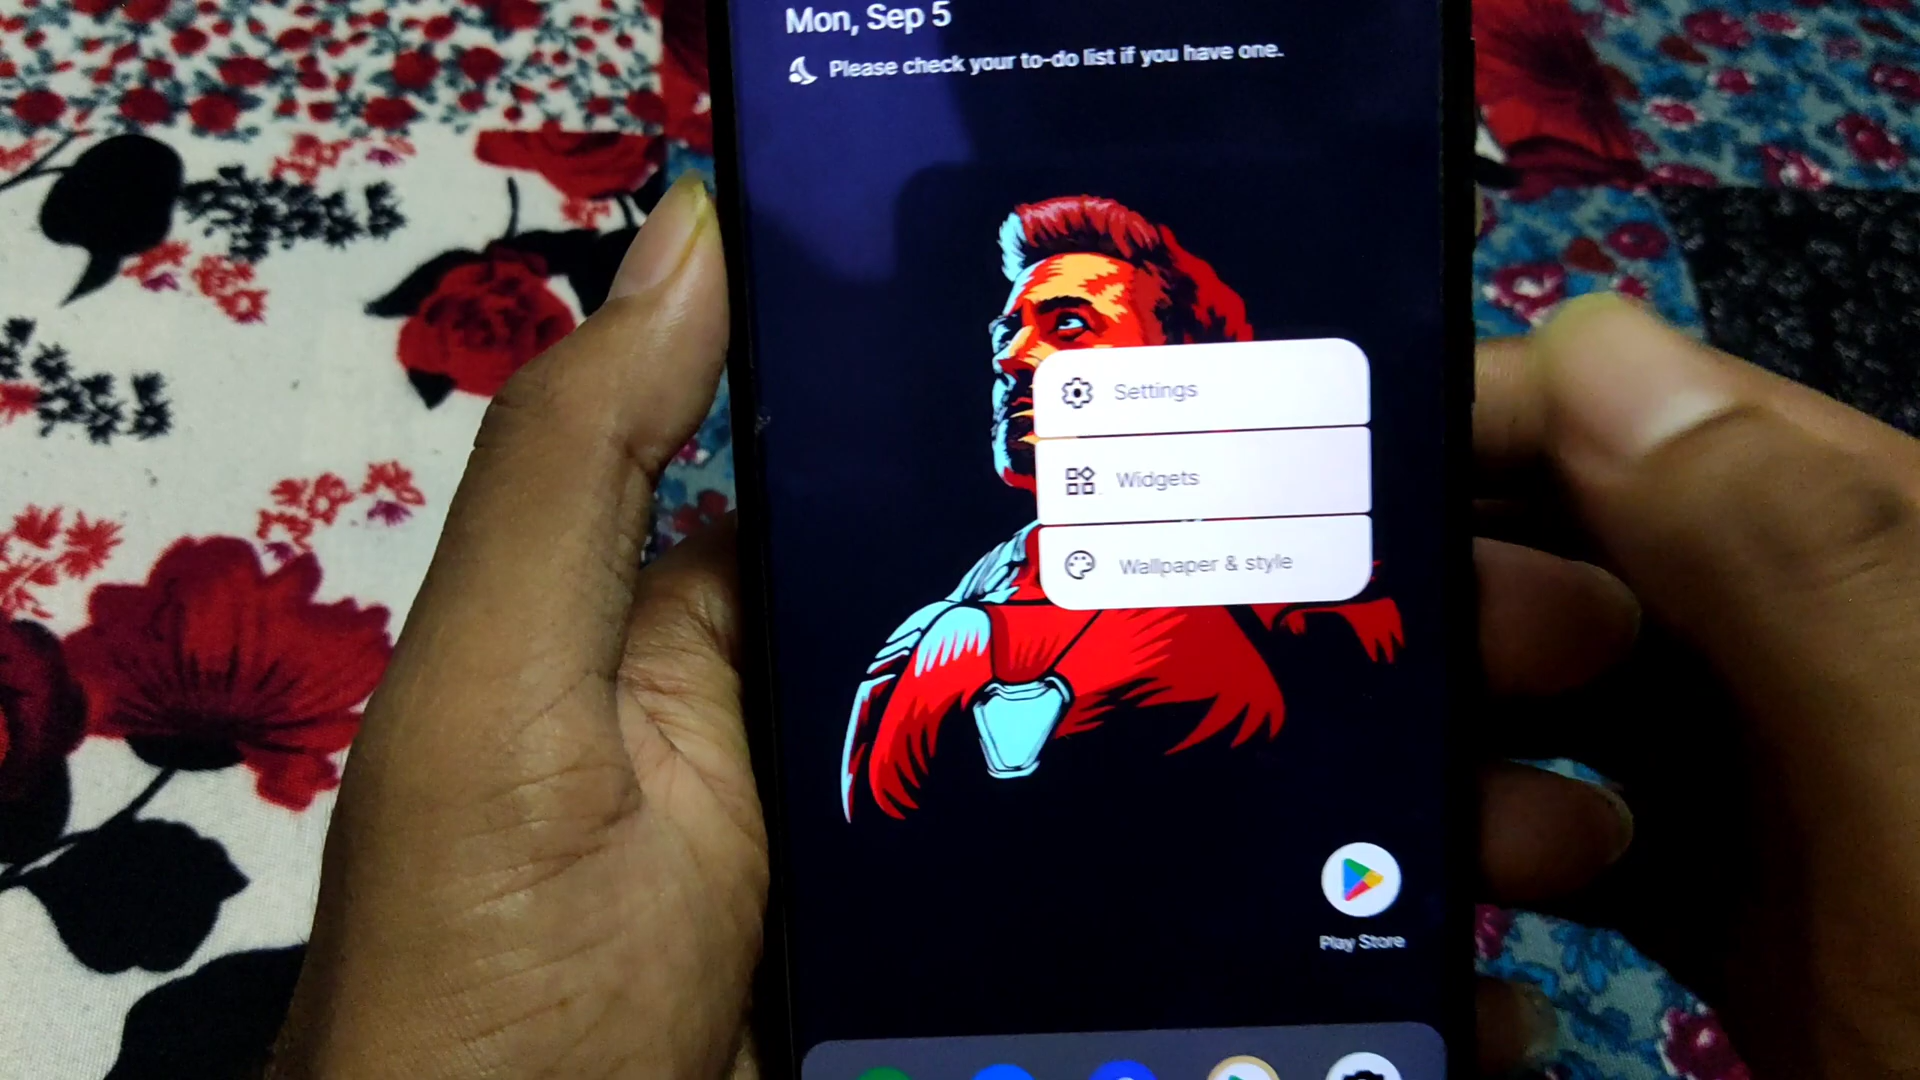 Mon, Sep 5
Please check your to-do list if you have one.
Settings
Widgets
Wallpaper & style
Play Store